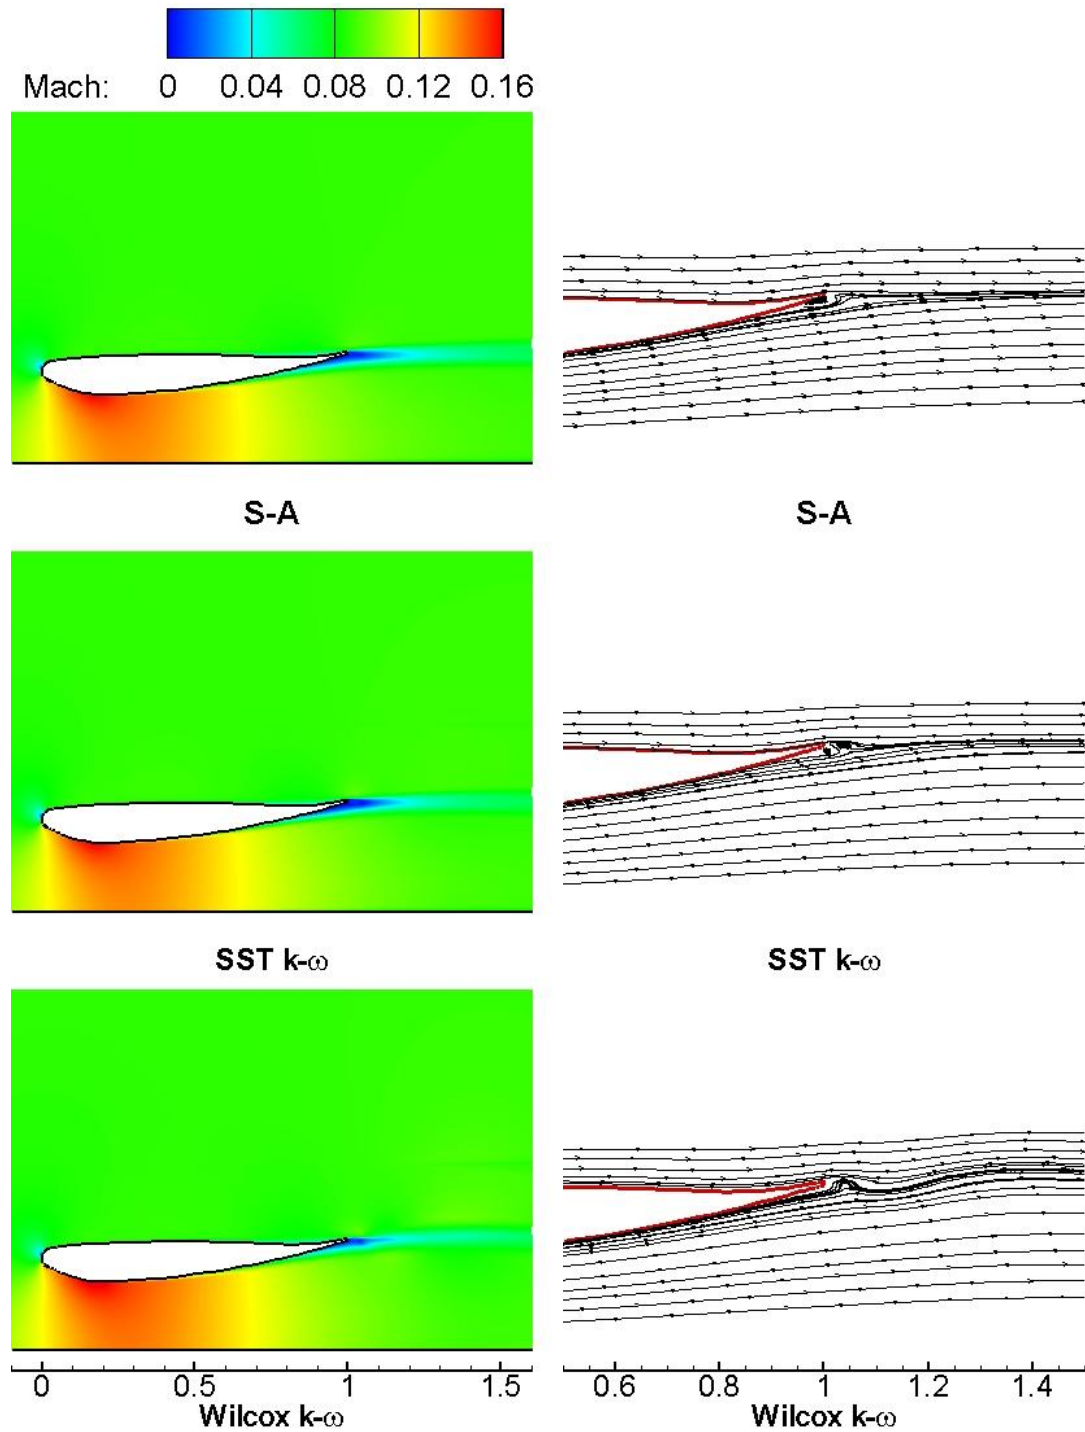 Mach: 0 0.04 0.08 0.12 0.16
S-A S-A
SST k-ω SST k-ω
0 0.5 1 1.5 0.6 0.8 1 1.2 1.4
Wilcox k-ω Wilcox k-ω